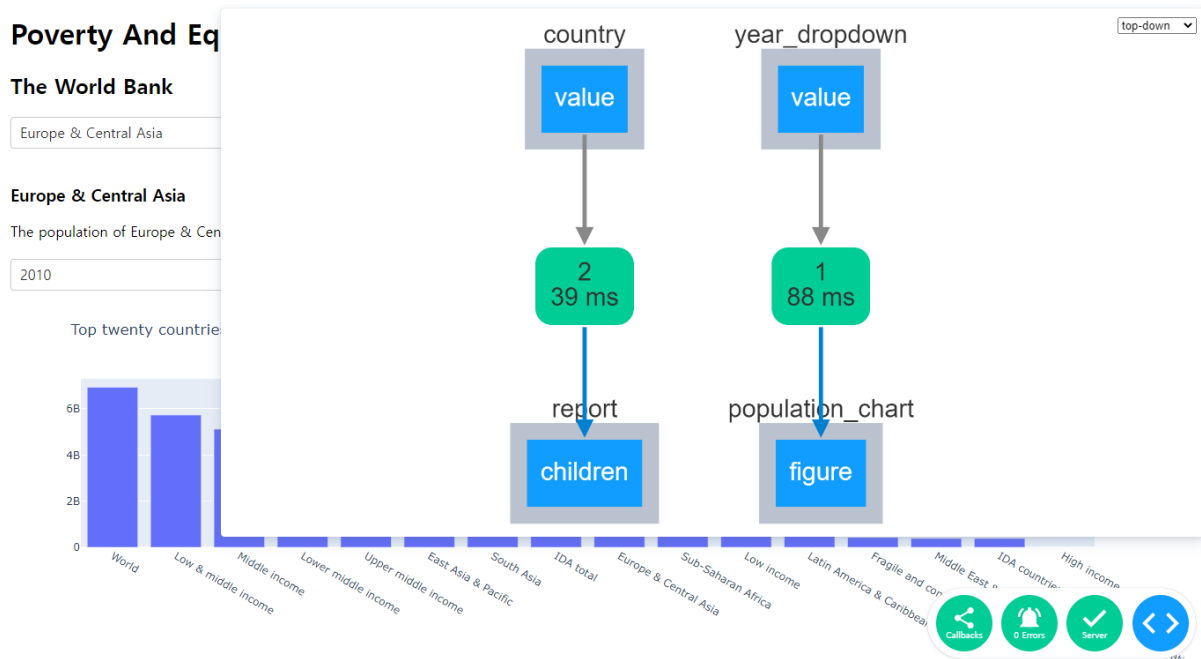 Poverty And Eq
The World Bank
Europe & Central Asia
Europe & Central Asia
The population of Europe & Cen
2010
top-down
country
year_dropdown
value
value
2
39 ms
1
88 ms
report
population_chart
children
figure
Top twenty countries
6B
4B
2B
0
World
Low & middle income
Middle income
Lower middle income
Upper middle income
East Asia & Pacific
South Asia
IDA total
Europe & Central Asia
Sub-Saharan Africa
Low income
Latin America & Caribbean
Fragile and con
Middle East &
IDA countrie
High income
Callbacks
0 Errors
Server